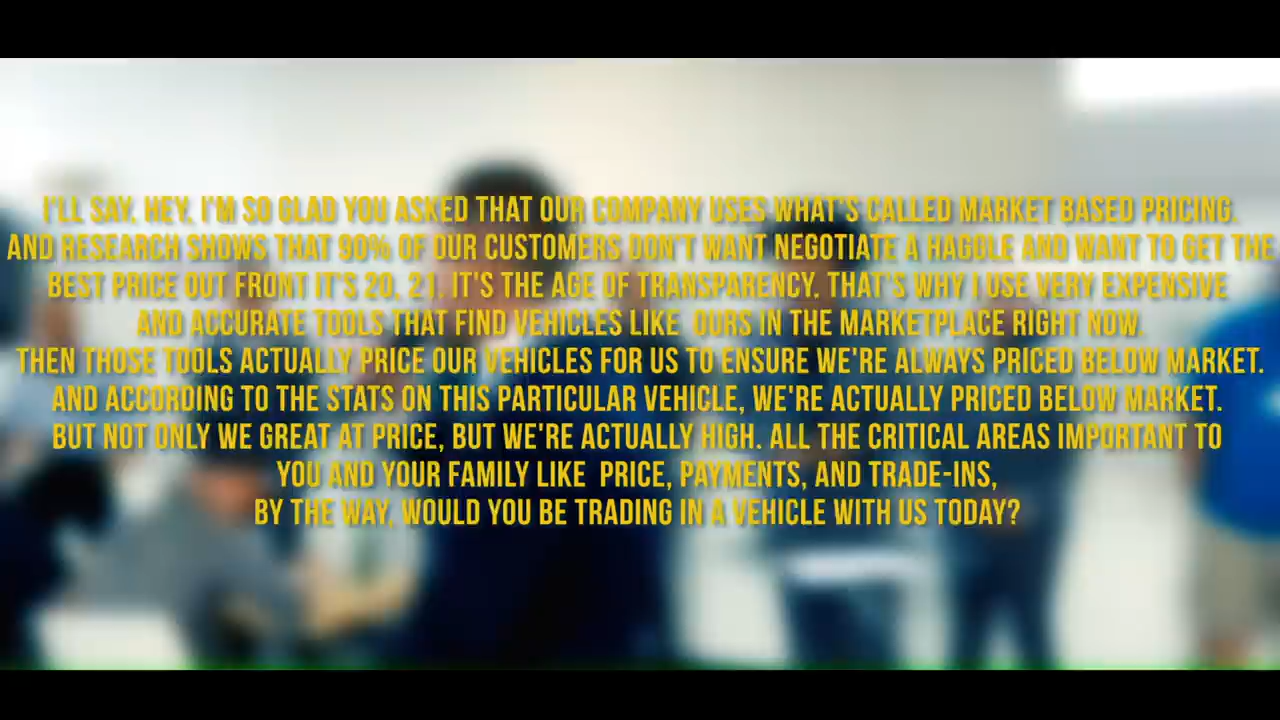 I'LL SAY. HEY. I'M SO GLAD YOU ASKED THAT OUR COMPANY USES WHAT'S CALLED MARKET BASED PRICING.
AND RESEARCH SHOWS THAT 90% OF OUR CUSTOMERS DON'T WANT NEGOTIATE A HAGGLE AND WANT TO GET THE
BEST PRICE OUT FRONT IT'S 20, 21. IT'S THE AGE OF TRANSPARENCY. THAT'S WHY I USE VERY EXPENSIVE
AND ACCURATE TOOLS THAT FIND VEHICLES LIKE OURS IN THE MARKETPLACE RIGHT NOW.
THEN THOSE TOOLS ACTUALLY PRICE OUR VEHICLES FOR US TO ENSURE WE'RE ALWAYS PRICED BELOW MARKET.
AND ACCORDING TO THE STATS ON THIS PARTICULAR VEHICLE, WE'RE ACTUALLY PRICED BELOW MARKET.
BUT NOT ONLY WE GREAT AT PRICE, BUT WE'RE ACTUALLY HIGH. ALL THE CRITICAL AREAS IMPORTANT TO
YOU AND YOUR FAMILY LIKE PRICE, PAYMENTS, AND TRADE-INS,
BY THE WAY, WOULD YOU BE TRADING IN A VEHICLE WITH US TODAY?